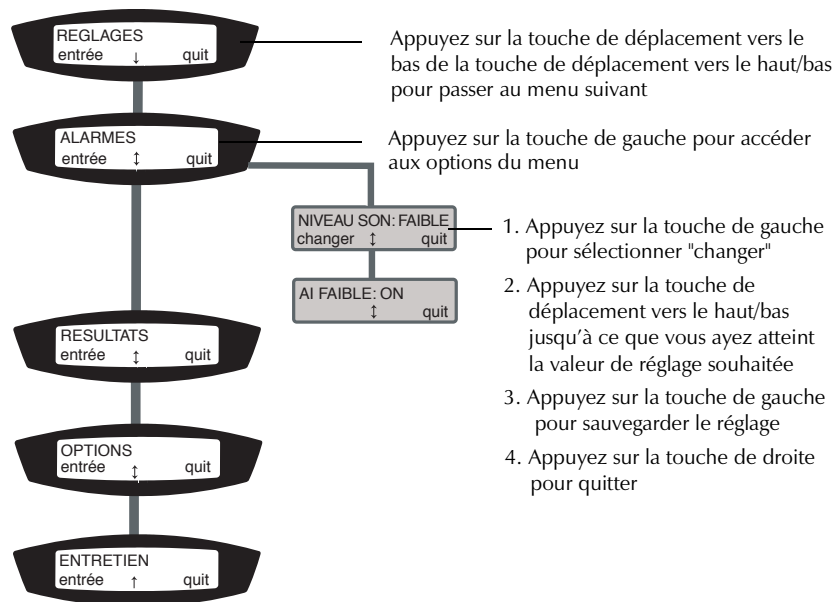 REGLAGES
entrée ↓ quit
Appuyez sur la touche de déplacement vers le
bas de la touche de déplacement vers le haut/bas
pour passer au menu suivant
ALARMES
entrée ↕ quit
Appuyez sur la touche de gauche pour accéder
aux options du menu
NIVEAU SON: FAIBLE
changer ↕ quit
1. Appuyez sur la touche de gauche
pour sélectionner "changer"
AI FAIBLE: ON
↕ quit
2. Appuyez sur la touche de
déplacement vers le haut/bas
jusqu'à ce que vous ayez atteint
la valeur de réglage souhaitée
3. Appuyez sur la touche de gauche
pour sauvegarder le réglage
4. Appuyez sur la touche de droite
pour quitter
RESULTATS
entrée ↕ quit
OPTIONS
entrée ↕ quit
ENTRETIEN
entrée ↑ quit